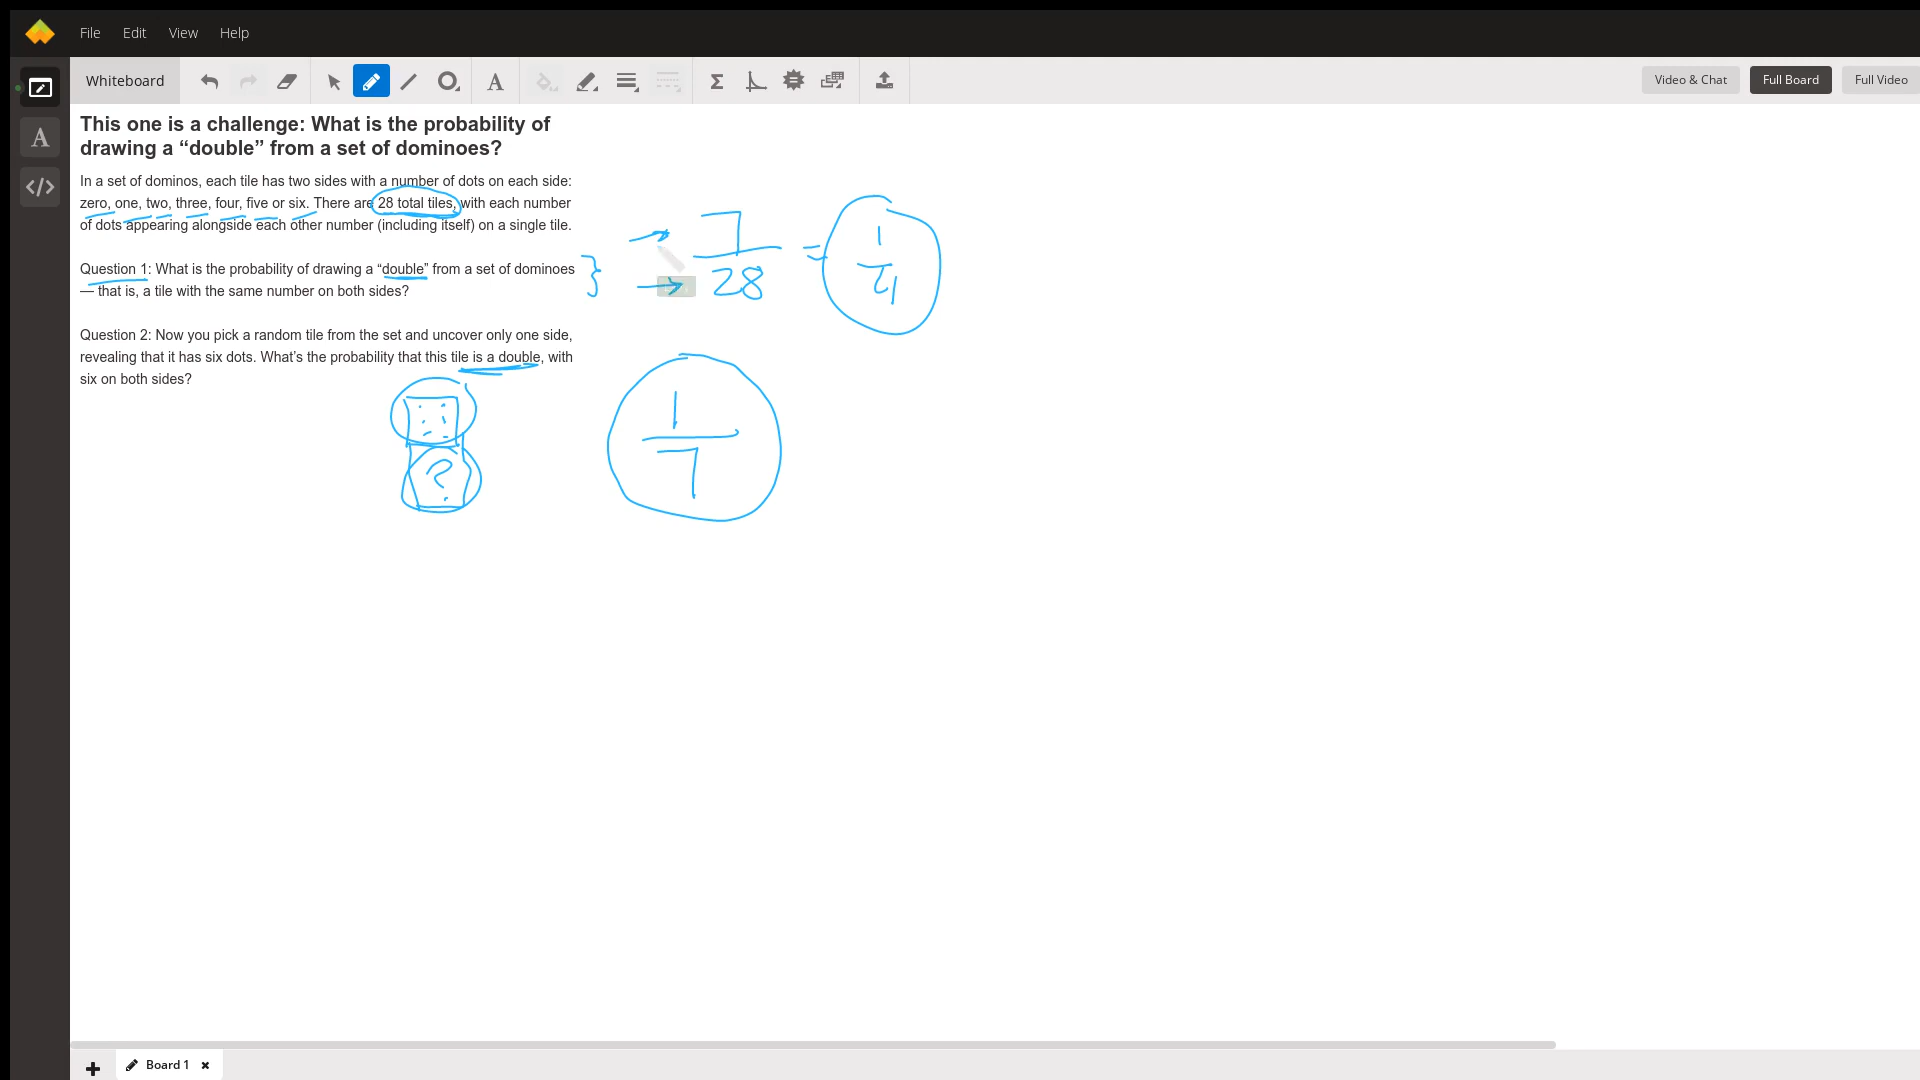 File Edit View Help
Whiteboard A Σ Video & Chat Full Board Full Video
A
</>
This one is a challenge: What is the probability of
drawing a “double” from a set of dominoes?
In a set of dominos, each tile has two sides with a number of dots on each side:
zero, one, two, three, four, five or six. There are 28 total tiles, with each number
of dots appearing alongside each other number (including itself) on a single tile.
Question 1: What is the probability of drawing a “double” from a set of dominoes
— that is, a tile with the same number on both sides?
Question 2: Now you pick a random tile from the set and uncover only one side,
revealing that it has six dots. What’s the probability that this tile is a double, with
six on both sides?
} → 7
→ 28
=
1
4
?
1
7
Board 1